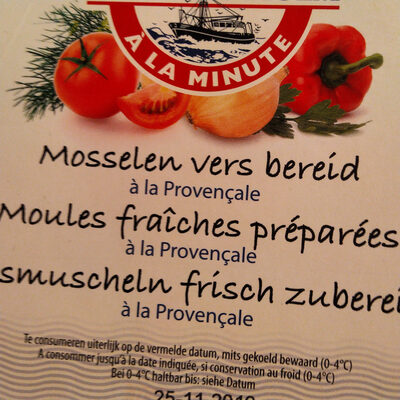 À LA MINUTE
Mosselen vers bereid
à la Provençale
Moules fraîches préparées
à la Provençale
smuscheln frisch zuberei
à la Provençale
Te consumeren uiterlijk op de vermelde datum, mits gekoeld bewaard (0-4°C)
A consommer jusqu'à la date indiquée, si conservation au froid (0-4°C)
Bei 0-4°C haltbar bis: siehe Datum